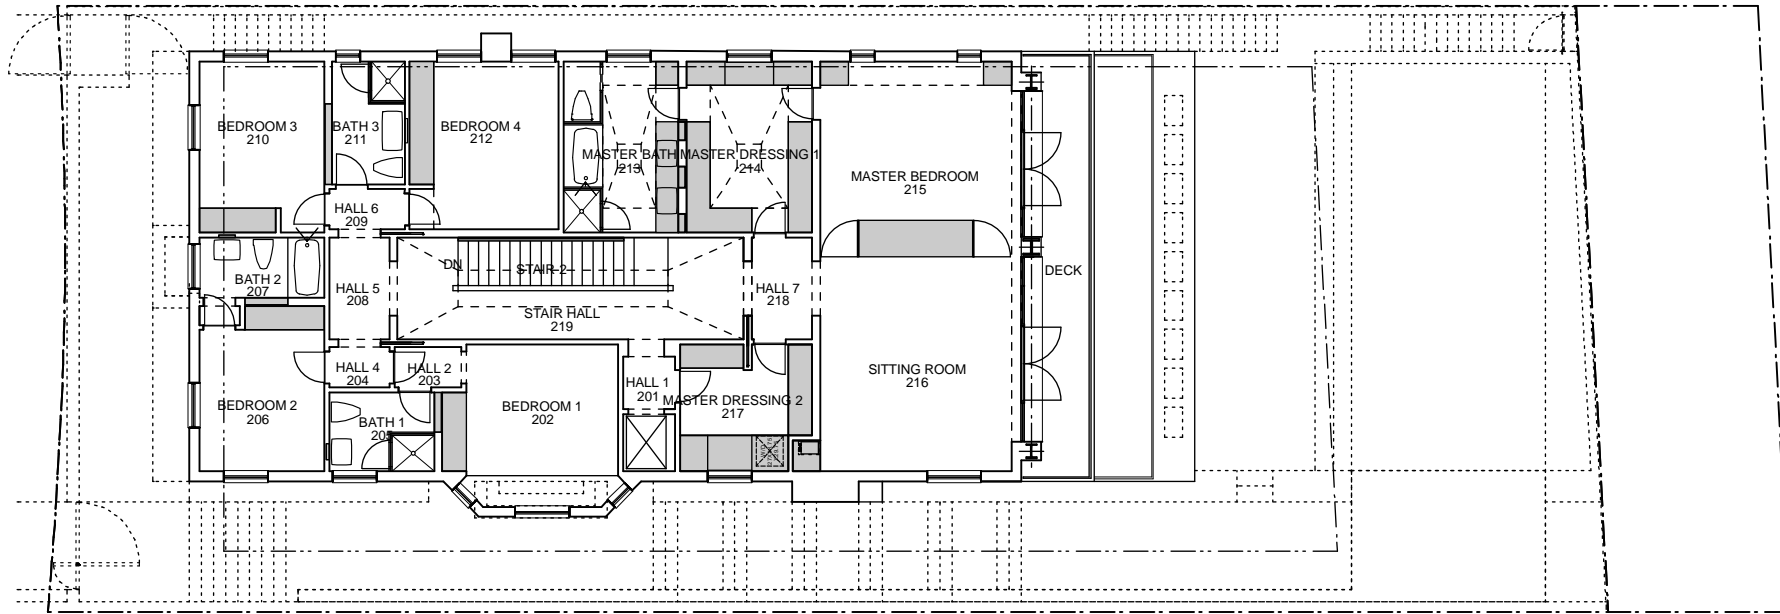 BEDROOM 3
210
BATH 3
211
BEDROOM 4
212
MASTER BATH
213
MASTER DRESSING 1
214
MASTER BEDROOM
215
HALL 6
209
BATH 2
207
HALL 5
208
DN
STAIR 2
STAIR HALL
219
HALL 7
218
DECK
HALL 4
204
HALL 2
203
HALL 1
201
SITTING ROOM
216
BEDROOM 2
206
BATH 1
205
BEDROOM 1
202
MASTER DRESSING 2
217